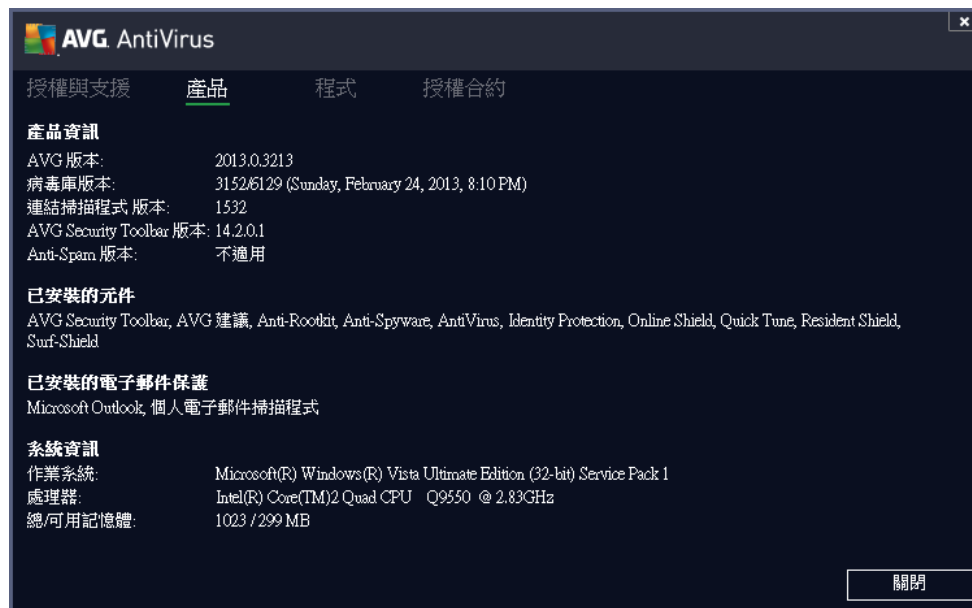 AVG. AntiVirus
授權與支援 產品 程式 授權合約
產品資訊
AVG 版本: 2013.0.3213
病毒庫版本: 3152/6129 (Sunday, February 24, 2013, 8:10 PM)
連結掃描程式 版本: 1532
AVG Security Toolbar 版本: 14.2.0.1
Anti-Spam 版本: 不適用
已安裝的元件
AVG Security Toolbar, AVG 建議, Anti-Rootkit, Anti-Spyware, AntiVirus, Identity Protection, Online Shield, Quick Tune, Resident Shield,
Surf-Shield
已安裝的電子郵件保護
Microsoft Outlook, 個人電子郵件掃描程式
系統資訊
作業系統: Microsoft(R) Windows(R) Vista Ultimate Edition (32-bit) Service Pack 1
處理器: Intel(R) Core(TM)2 Quad CPU Q9550 @ 2.83GHz
總/可用記憶體: 1023 / 299 MB
關閉